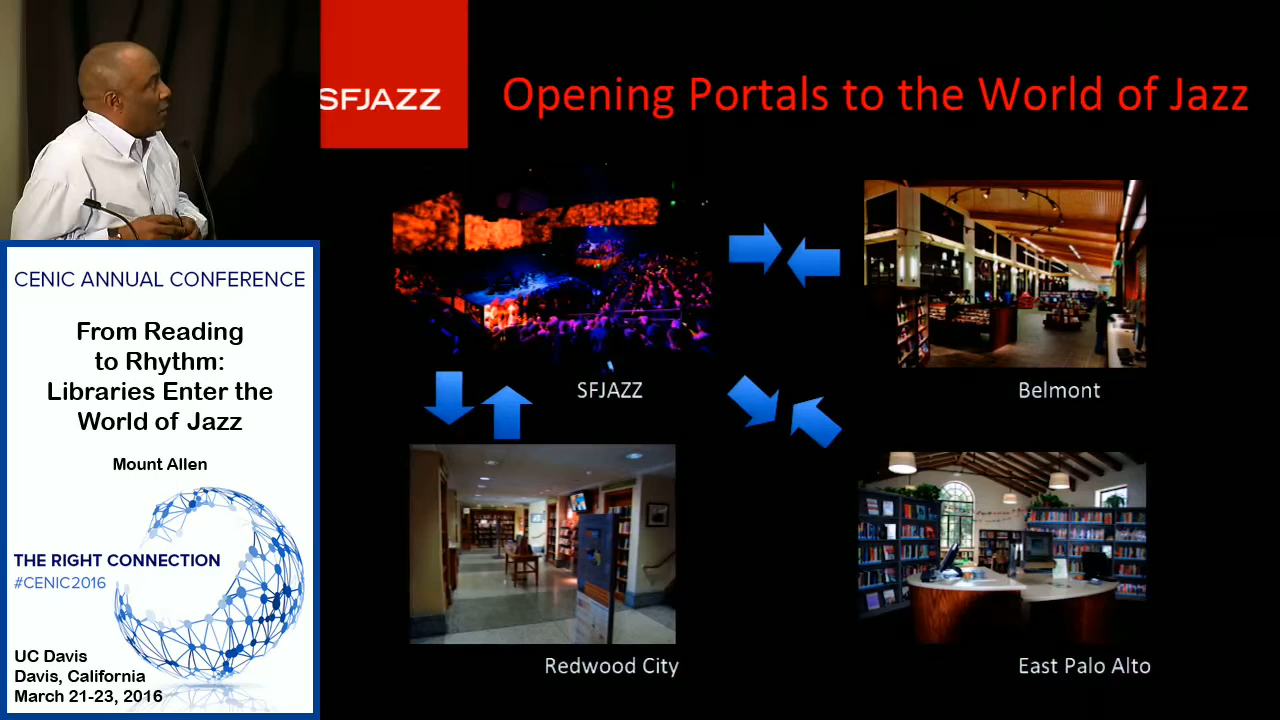 SFJAZZ
Opening Portals to the World of Jazz
SFJAZZ
Belmont
Redwood City
East Palo Alto
CENIC ANNUAL CONFERENCE
From Reading
to Rhythm:
Libraries Enter the
World of Jazz
Mount Allen
THE RIGHT CONNECTION
#CENIC2016
UC Davis
Davis, California
March 21-23, 2016